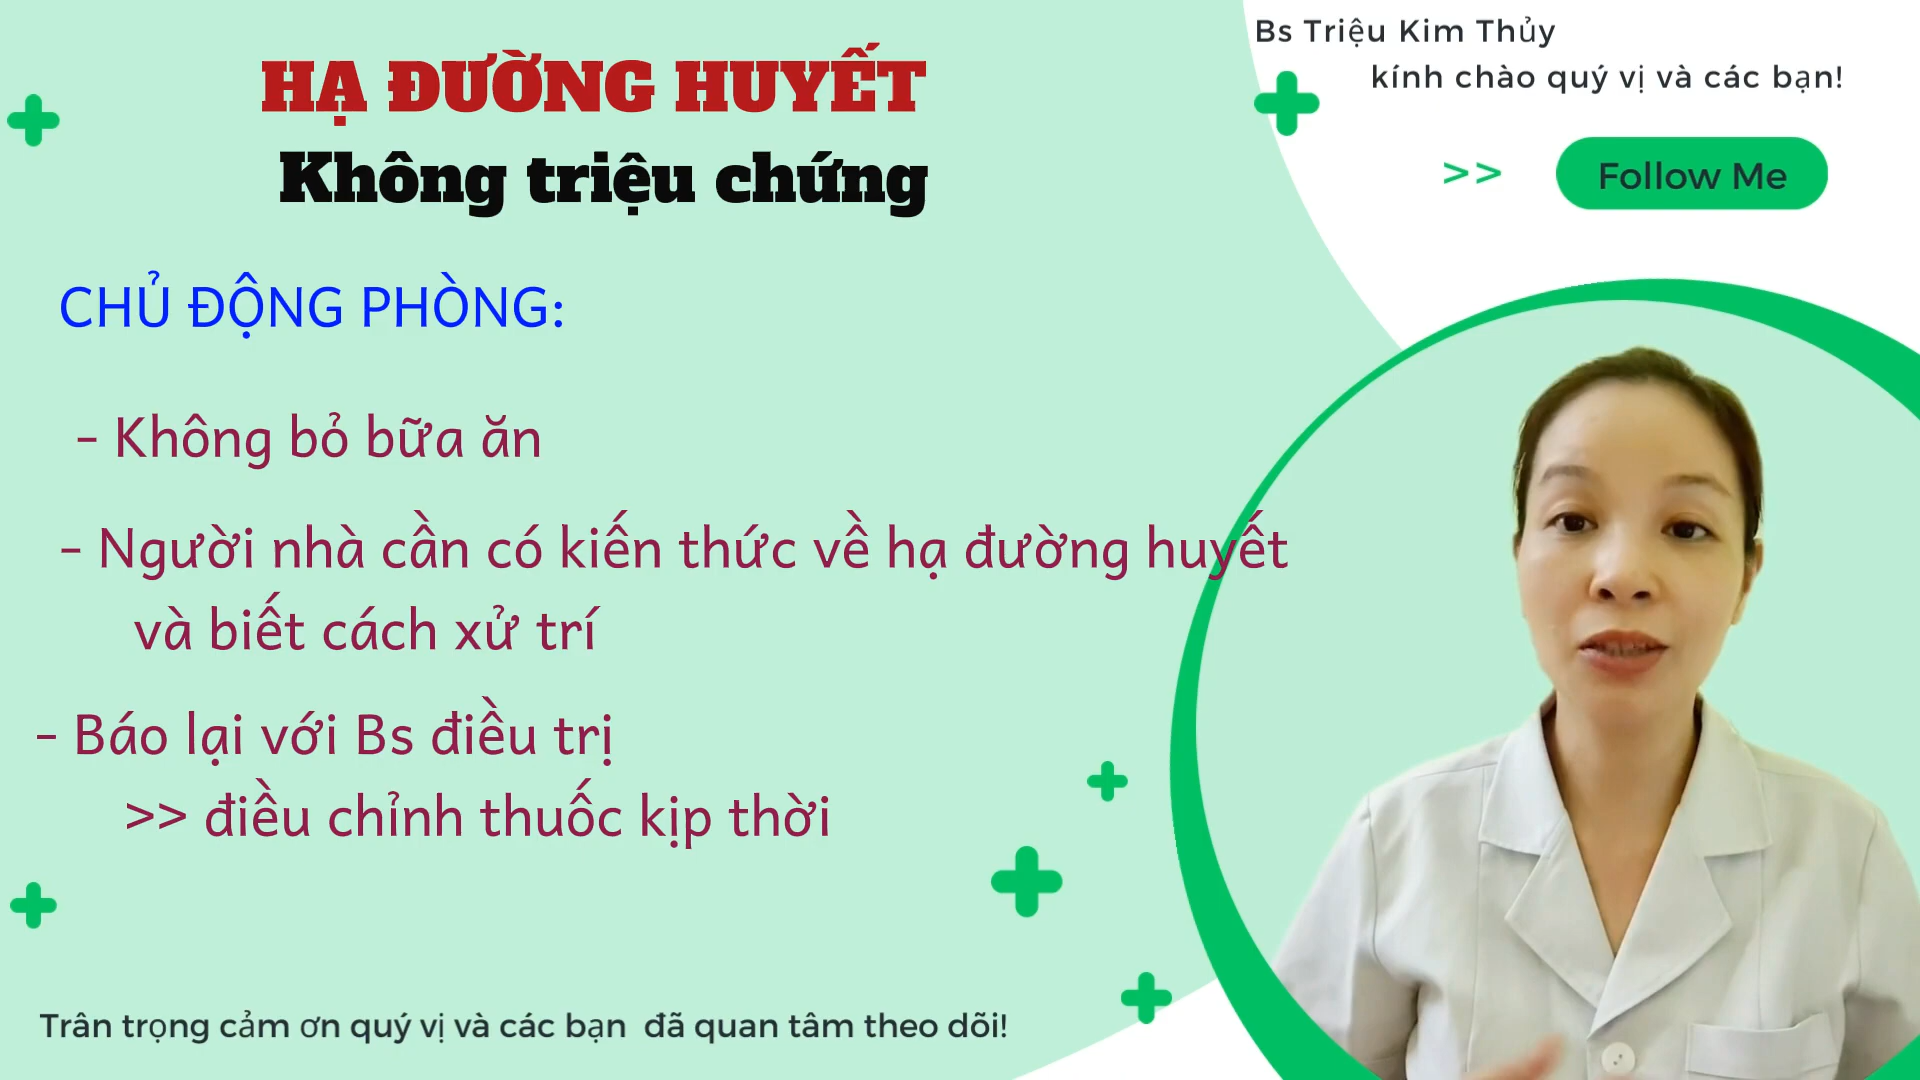 HẠ ĐƯỜNG HUYẾT
Không triệu chứng
CHỦ ĐỘNG PHÒNG:
- Không bỏ bữa ăn
- Người nhà cần có kiến thức về hạ đường huyết
và biết cách xử trí
- Báo lại với Bs điều trị
>> điều chỉnh thuốc kịp thời
Trân trọng cảm ơn quý vị và các bạn đã quan tâm theo dõi!
Bs Triệu Kim Thủy
kính chào quý vị và các bạn!
>> Follow Me